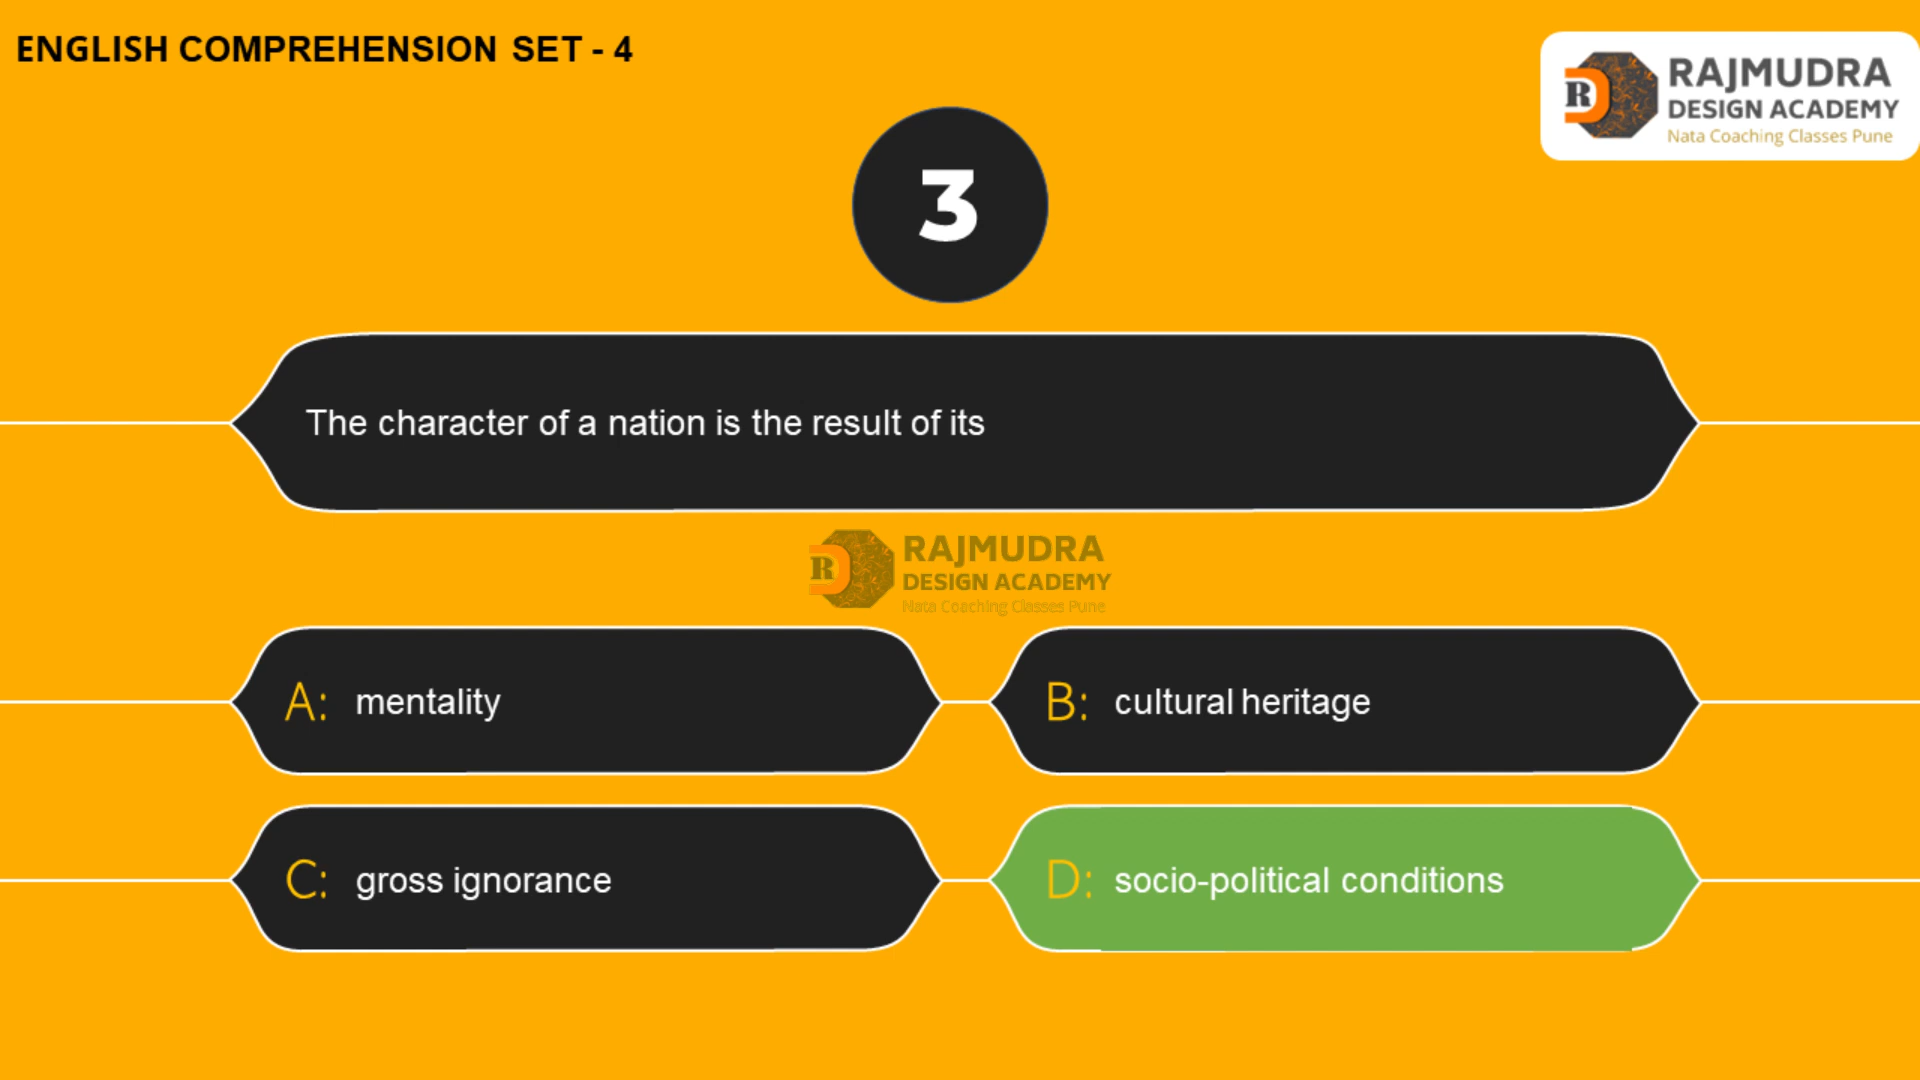 ENGLISH COMPREHENSION SET - 4
RAJMUDRA
DESIGN ACADEMY
Nata Coaching Classes Pune
R
3
The character of a nation is the result of its
RAJMUDRA
DESIGN ACADEMY
Nata Coaching Classes Pune
R
A: mentality
B: cultural heritage
C: gross ignorance
D: socio-political conditions